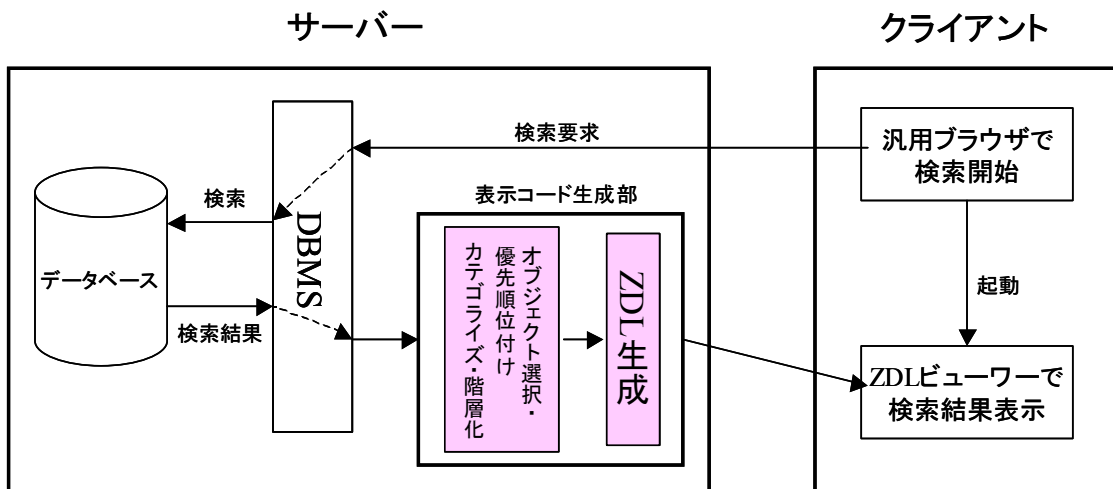 サーバー
クライアント
検索要求
汎用ブラウザで
検索開始
検索
表示コード生成部
データベース
DBMS
オブジェクト選択・
優先順位付け
カテゴライズ・階層化
ZDL生成
検索結果
起動
ZDLビューワーで
検索結果表示